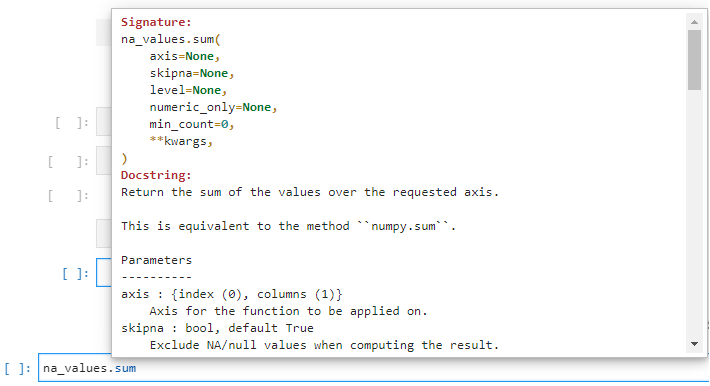 Signature:
na_values.sum(
    axis=None,
    skipna=None,
    level=None,
    numeric_only=None,
    min_count=0,
    **kwargs,
)
Docstring:
Return the sum of the values over the requested axis.
This is equivalent to the method ``numpy.sum``.
Parameters
----------
axis : {index (0), columns (1)}
    Axis for the function to be applied on.
skipna : bool, default True
    Exclude NA/null values when computing the result.
[ ]:
[ ]:
[ ]:
[ ]:
[ ]: na_values.sum